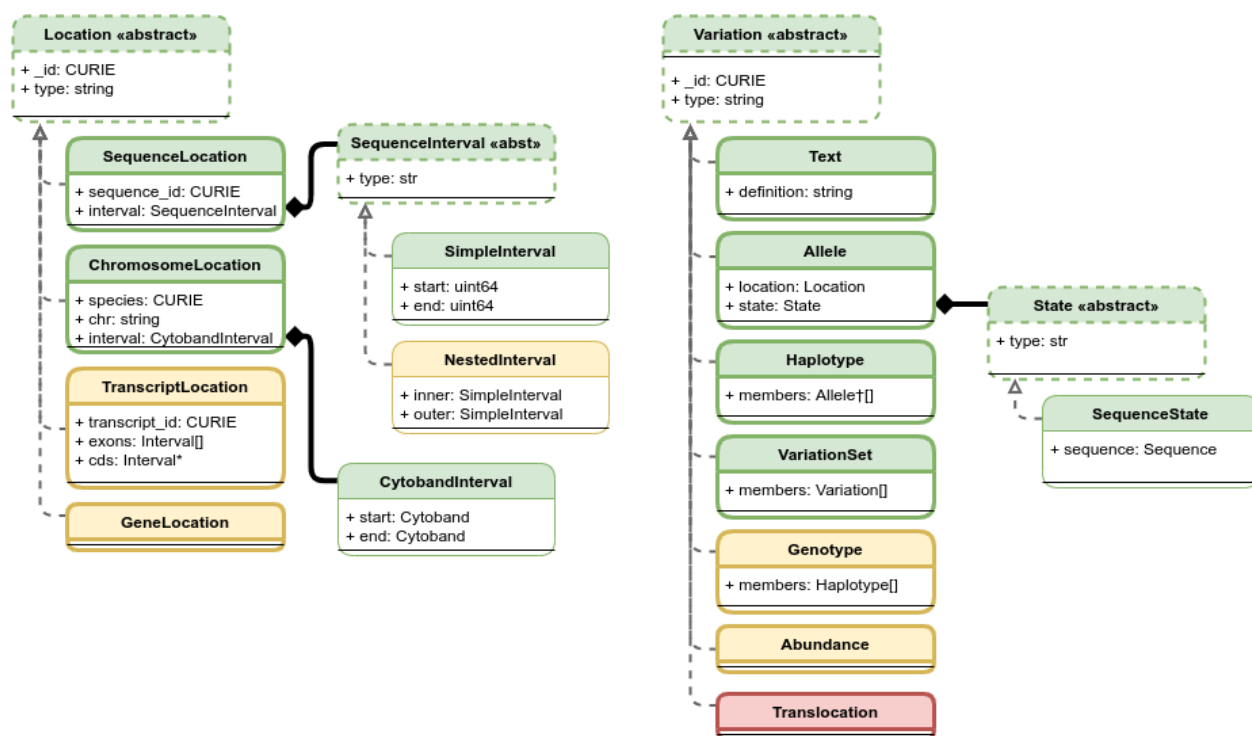 Location «abstract»
+ _id: CURIE
+ type: string
SequenceLocation
+ sequence_id: CURIE
+ interval: SequenceInterval
SequenceInterval «abst»
+ type: str
SimpleInterval
+ start: uint64
+ end: uint64
ChromosomeLocation
+ species: CURIE
+ chr: string
+ interval: CytobandInterval
NestedInterval
+ inner: SimpleInterval
+ outer: SimpleInterval
TranscriptLocation
+ transcript_id: CURIE
+ exons: Interval[]
+ cds: Interval*
CytobandInterval
+ start: Cytoband
+ end: Cytoband
GeneLocation
Variation «abstract»
+ _id: CURIE
+ type: string
Text
+ definition: string
Allele
+ location: Location
+ state: State
State «abstract»
+ type: str
SequenceState
+ sequence: Sequence
Haplotype
+ members: Allele†[]
VariationSet
+ members: Variation[]
Genotype
+ members: Haplotype[]
Abundance
Translocation